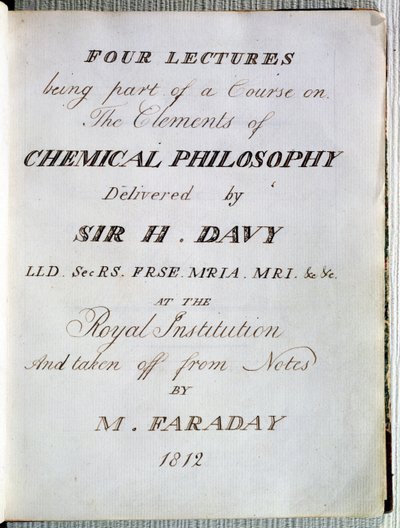 FOUR LECTURES
being part of a Course on
The Elements of
CHEMICAL PHILOSOPHY
Delivered by
SIR H. DAVY
LLD. SecRS. FRSE. MRIA. MRI. &c &c.
AT THE
Royal Institution
And taken off from Notes
BY
M. FARADAY
1812